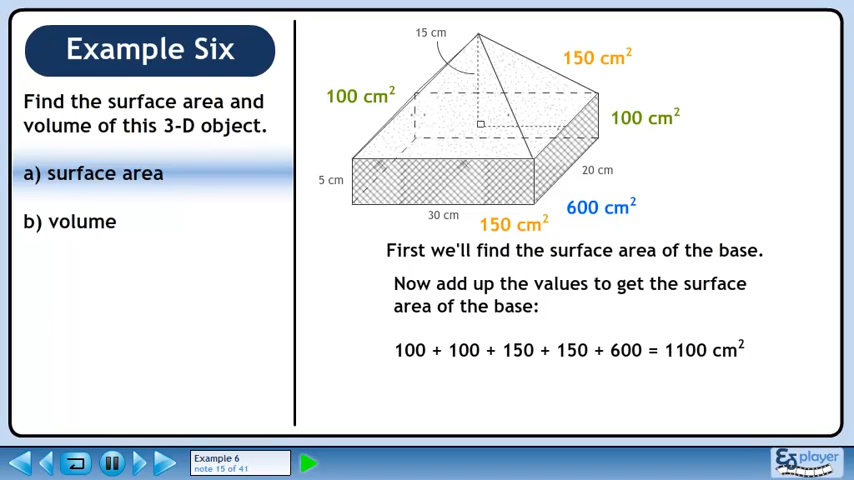 Example Six
Find the surface area and
volume of this 3-D object.
a) surface area
b) volume
15 cm
150 cm²
100 cm²
100 cm²
5 cm
20 cm
30 cm
150 cm²
600 cm²
First we'll find the surface area of the base.
Now add up the values to get the surface
area of the base:
100 + 100 + 150 + 150 + 600 = 1100 cm²
Example 6
note 15 of 41
player